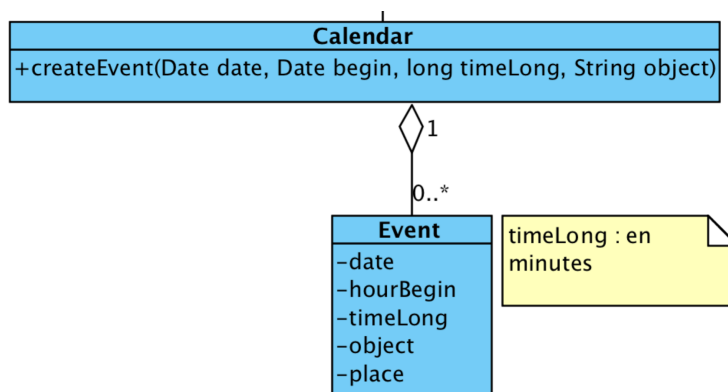 Calendar
+createEvent(Date date, Date begin, long timeLong, String object)
1
0..*
Event
-date
-hourBegin
-timeLong
-object
-place
timeLong : en
minutes